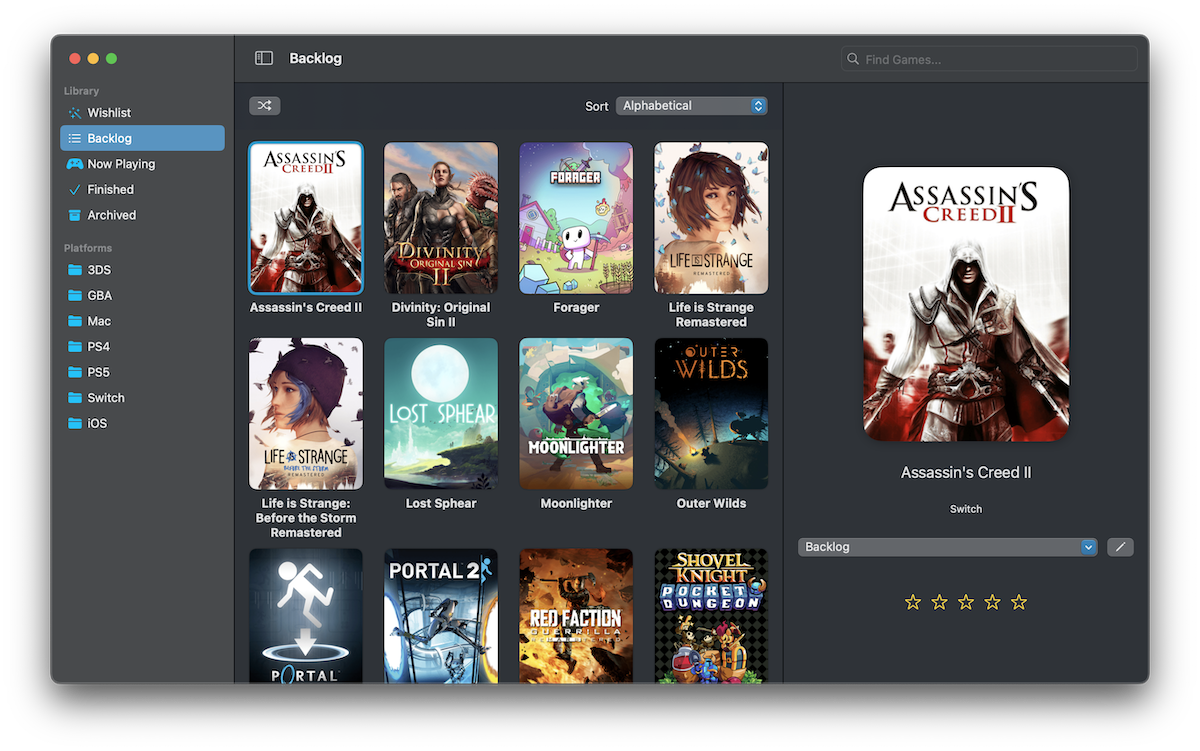 Backlog
Find Games...
Library
Wishlist
Backlog
Now Playing
Finished
Archived
Platforms
3DS
GBA
Mac
PS4
PS5
Switch
iOS
Sort
Alphabetical
ASSASSIN'S
CREED II
Assassin's Creed II
DIVINITY
ORIGINAL SIN
II
Divinity: Original
Sin II
FORAGER
Forager
LIFE IS STRANGE
REMASTERED
Life is Strange
Remastered
LIFE IS STRANGE
BEFORE THE STORM
REMASTERED
Life is Strange:
Before the Storm
Remastered
LOST SPHEAR
Lost Sphear
MOONLIGHTER
Moonlighter
OUTER
WILDS
Outer Wilds
PORTAL
PORTAL 2
RED FACTION
GUERRILLA
RE-MARS-TERED
SHOVEL
KNIGHT
POCKET
DUNGEON
ASSASSIN'S
CREED II
Assassin's Creed II
Switch
Backlog